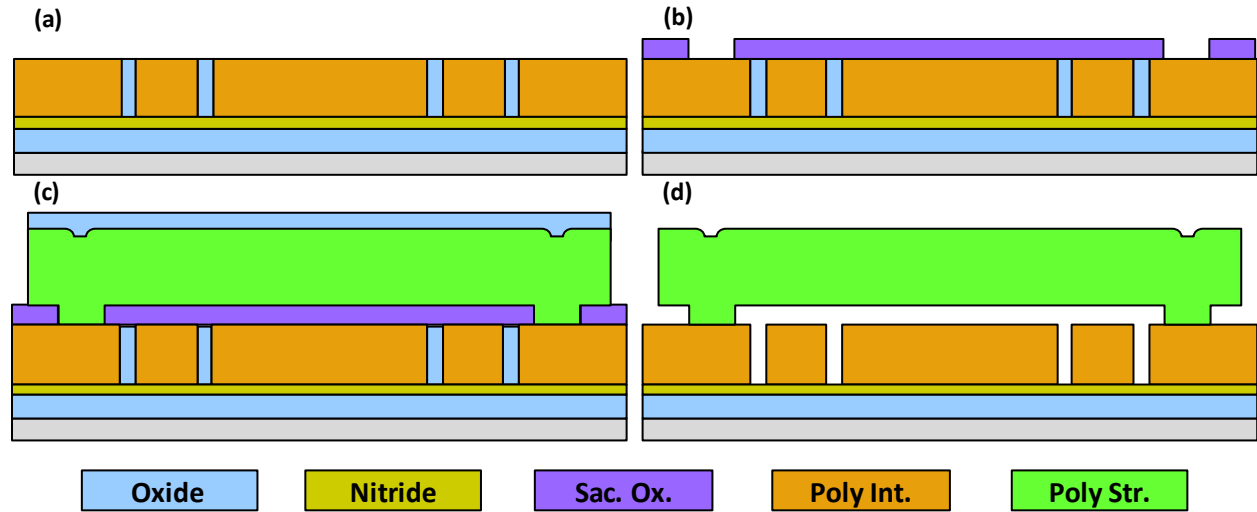 (a)
(b)
(c)
(d)
Oxide
Nitride
Sac. Ox.
Poly Int.
Poly Str.